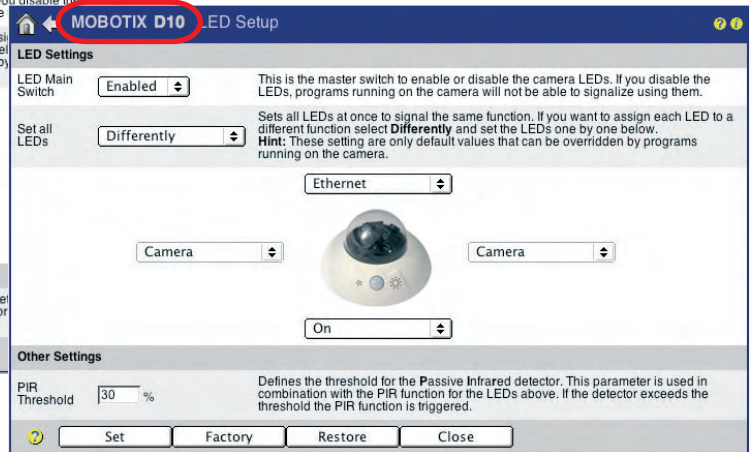 ou disable the
MOBOTIX D10 LED Setup
LED Settings
LED Main
Switch
Enabled
This is the master switch to enable or disable the camera LEDs. If you disable the
LEDs, programs running on the camera will not be able to signalize using them.
Set all
LEDs
Differently
Sets all LEDs at once to signal the same function. If you want to assign each LED to a
different function select Differently and set the LEDs one by one below.
Hint: These setting are only default values that can be overridden by programs
running on the camera.
Ethernet
Camera
Camera
On
Other Settings
PIR
Threshold
30 %
Defines the threshold for the Passive Infrared detector. This parameter is used in
combination with the PIR function for the LEDs above. If the detector exceeds the
threshold the PIR function is triggered.
Set Factory Restore Close